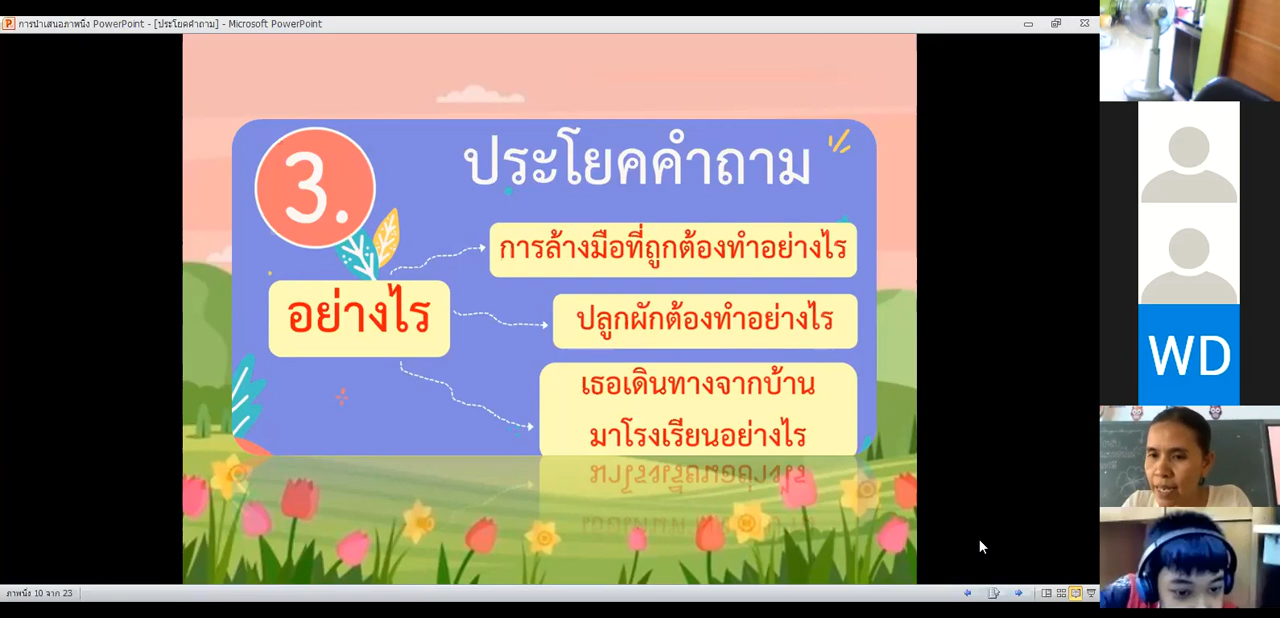 การนำเสนอภาพนิ่ง PowerPoint - [ประโยคคำถาม] - Microsoft PowerPoint
3.
ประโยคคำถาม
อย่างไร
การล้างมือที่ถูกต้องทำอย่างไร
ปลูกผักต้องทำอย่างไร
เธอเดินทางจากบ้าน
มาโรงเรียนอย่างไร
WD
ภาพนิ่ง 10 จาก 23